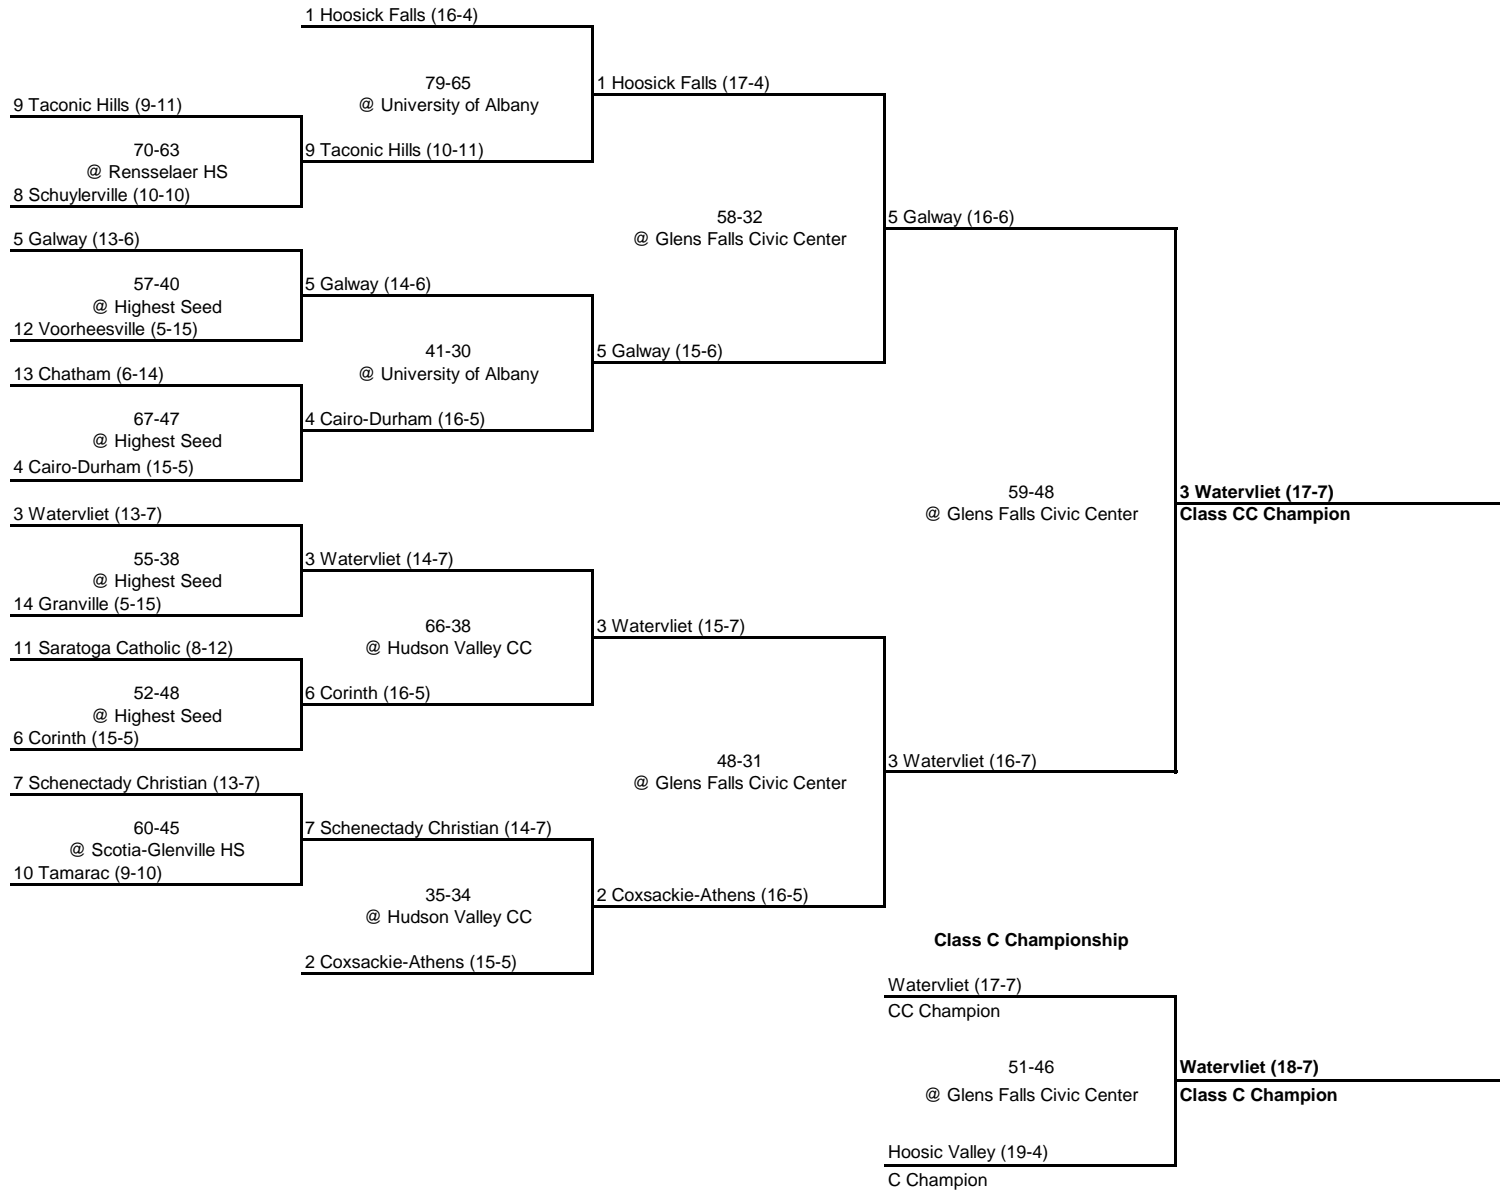 1 Hoosick Falls (16-4)
79-65
@ University of Albany
1 Hoosick Falls (17-4)
9 Taconic Hills (9-11)
70-63
@ Rensselaer HS
9 Taconic Hills (10-11)
8 Schuylerville (10-10)
58-32
@ Glens Falls Civic Center
5 Galway (16-6)
5 Galway (13-6)
57-40
@ Highest Seed
5 Galway (14-6)
12 Voorheesville (5-15)
41-30
@ University of Albany
5 Galway (15-6)
13 Chatham (6-14)
67-47
@ Highest Seed
4 Cairo-Durham (16-5)
4 Cairo-Durham (15-5)
59-48
@ Glens Falls Civic Center
3 Watervliet (17-7)
Class CC Champion
3 Watervliet (13-7)
55-38
@ Highest Seed
3 Watervliet (14-7)
14 Granville (5-15)
66-38
@ Hudson Valley CC
3 Watervliet (15-7)
11 Saratoga Catholic (8-12)
52-48
@ Highest Seed
6 Corinth (16-5)
6 Corinth (15-5)
48-31
@ Glens Falls Civic Center
3 Watervliet (16-7)
7 Schenectady Christian (13-7)
60-45
@ Scotia-Glenville HS
7 Schenectady Christian (14-7)
10 Tamarac (9-10)
35-34
@ Hudson Valley CC
2 Coxsackie-Athens (16-5)
2 Coxsackie-Athens (15-5)
Class C Championship
Watervliet (17-7)
CC Champion
51-46
@ Glens Falls Civic Center
Watervliet (18-7)
Class C Champion
Hoosic Valley (19-4)
C Champion